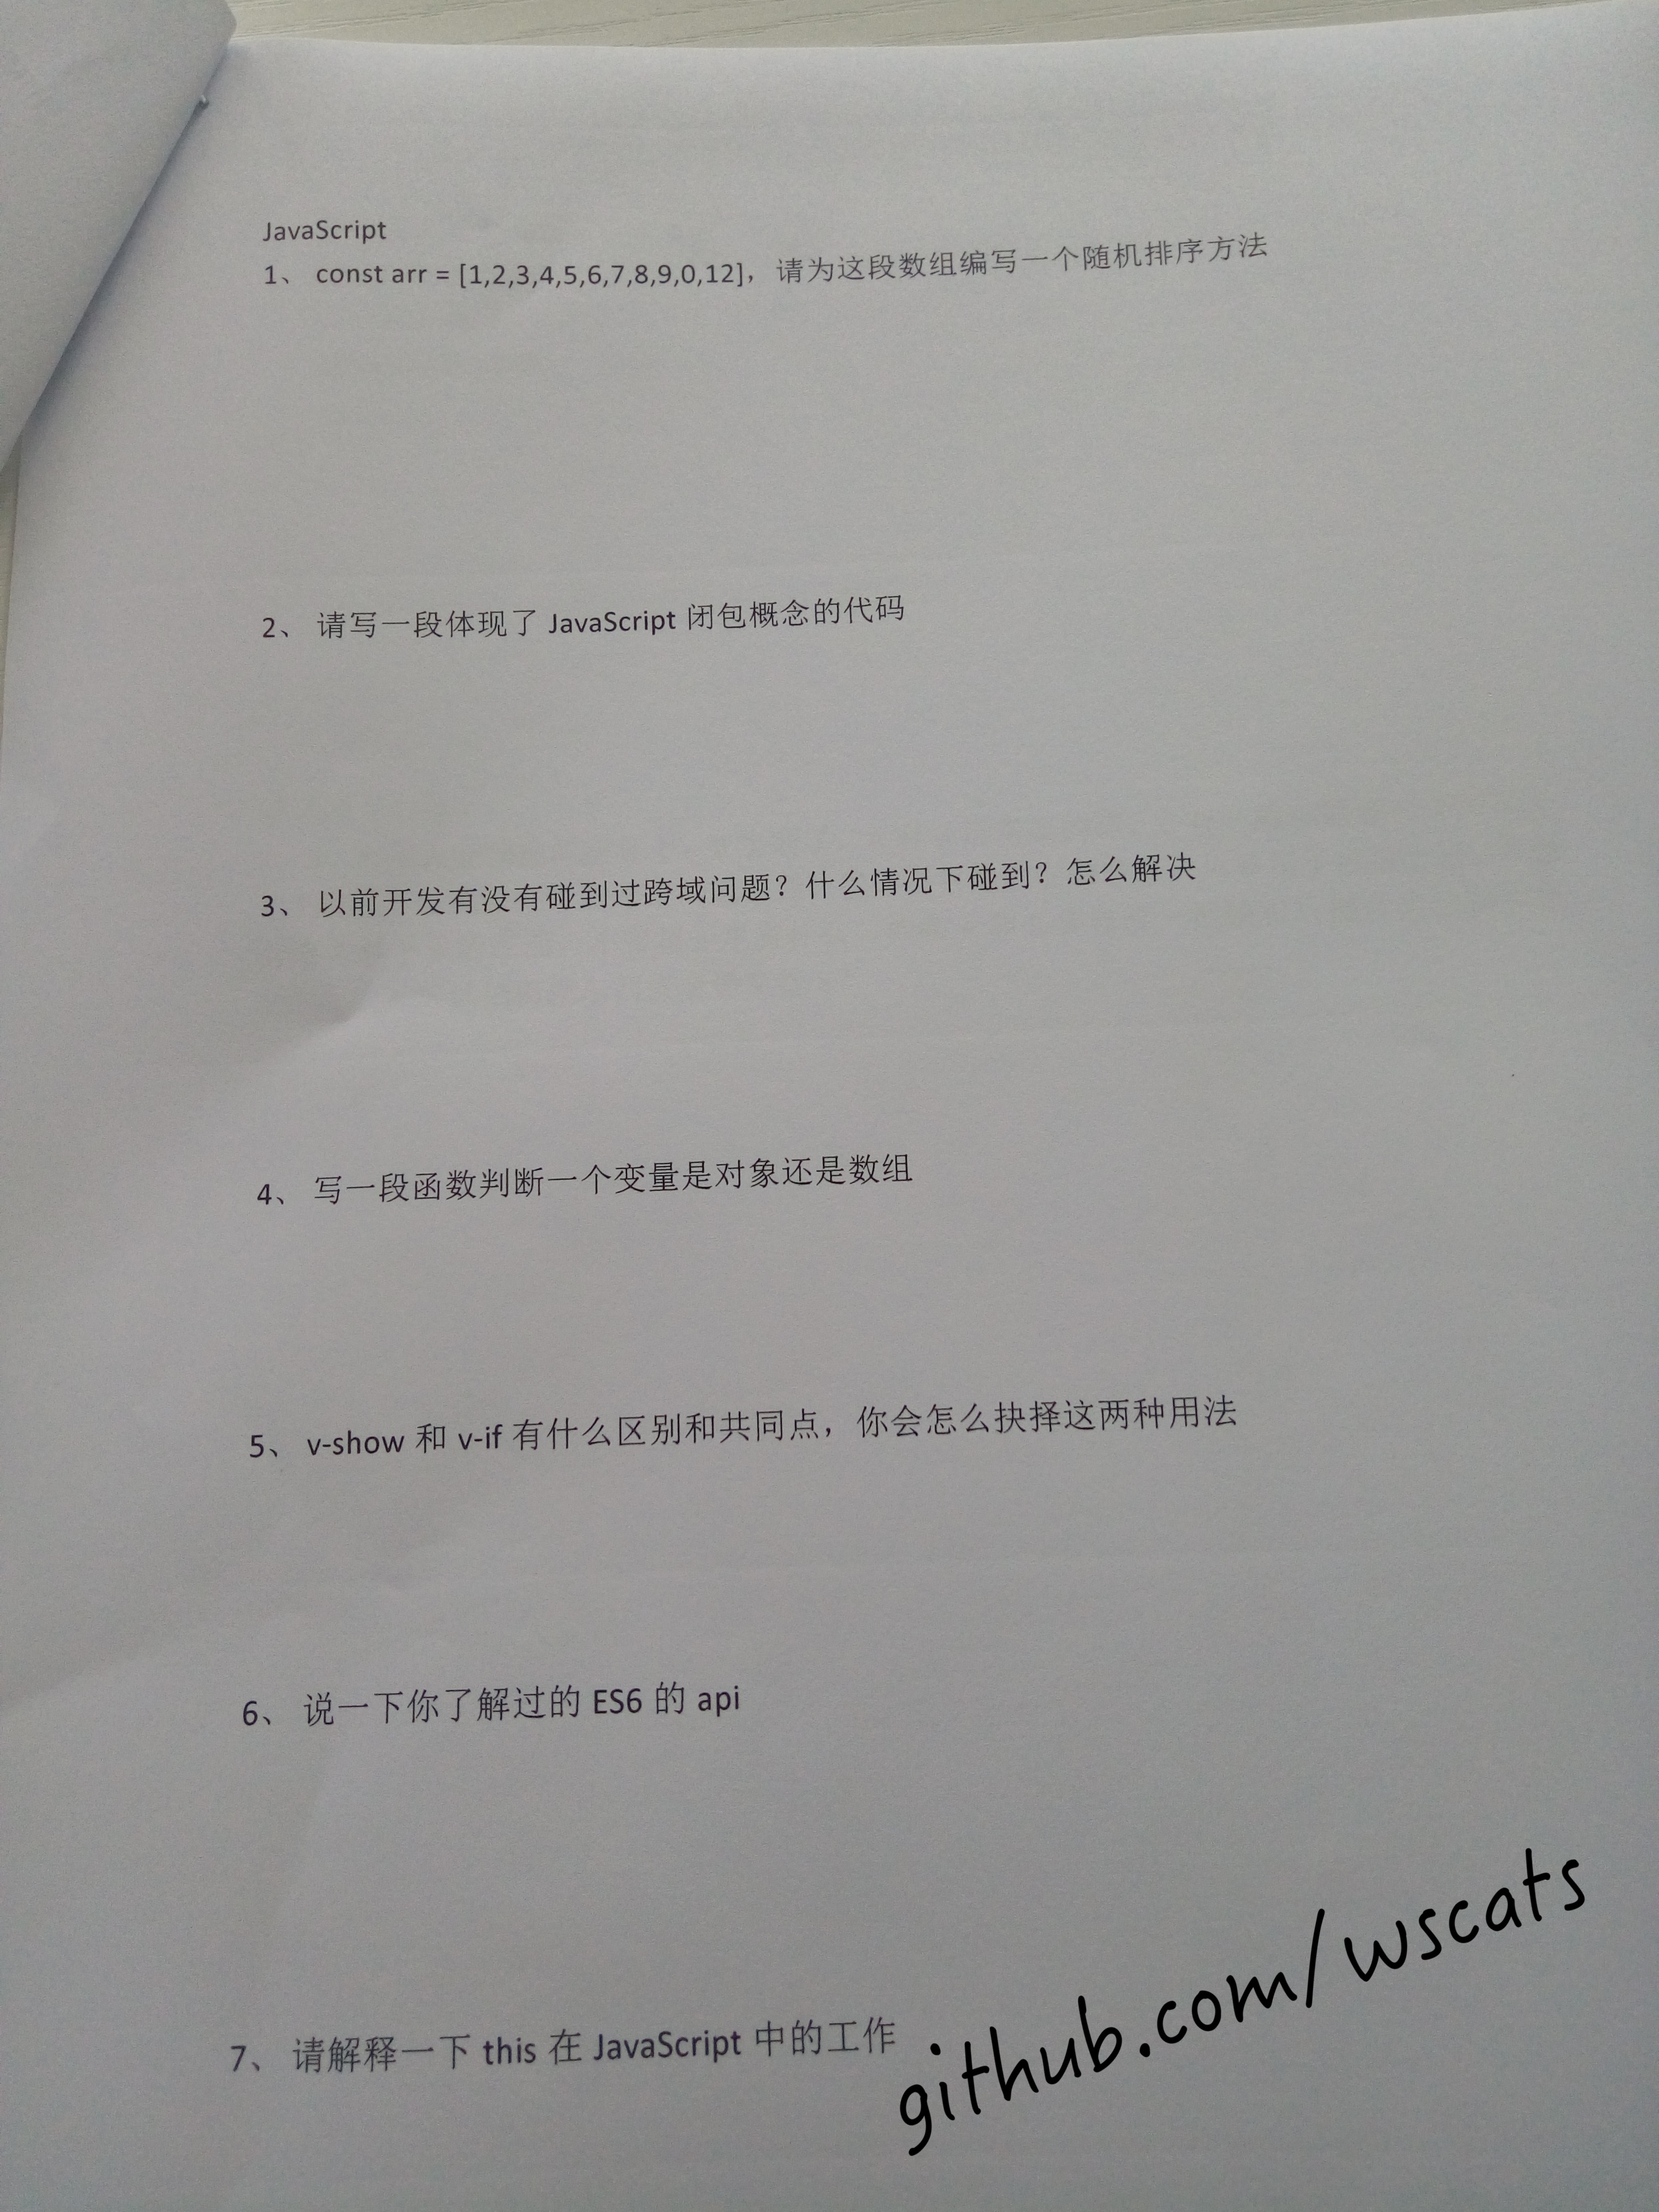 JavaScript
1、 const arr = [1,2,3,4,5,6,7,8,9,0,12]，请为这段数组编写一个随机排序方法
2、 请写一段体现了 JavaScript 闭包概念的代码
3、 以前开发有没有碰到过跨域问题？什么情况下碰到？怎么解决
4、 写一段函数判断一个变量是对象还是数组
5、 v-show 和 v-if 有什么区别和共同点，你会怎么抉择这两种用法
6、 说一下你了解过的 ES6 的 api
7、 请解释一下 this 在 JavaScript 中的工作
github.com/wscats